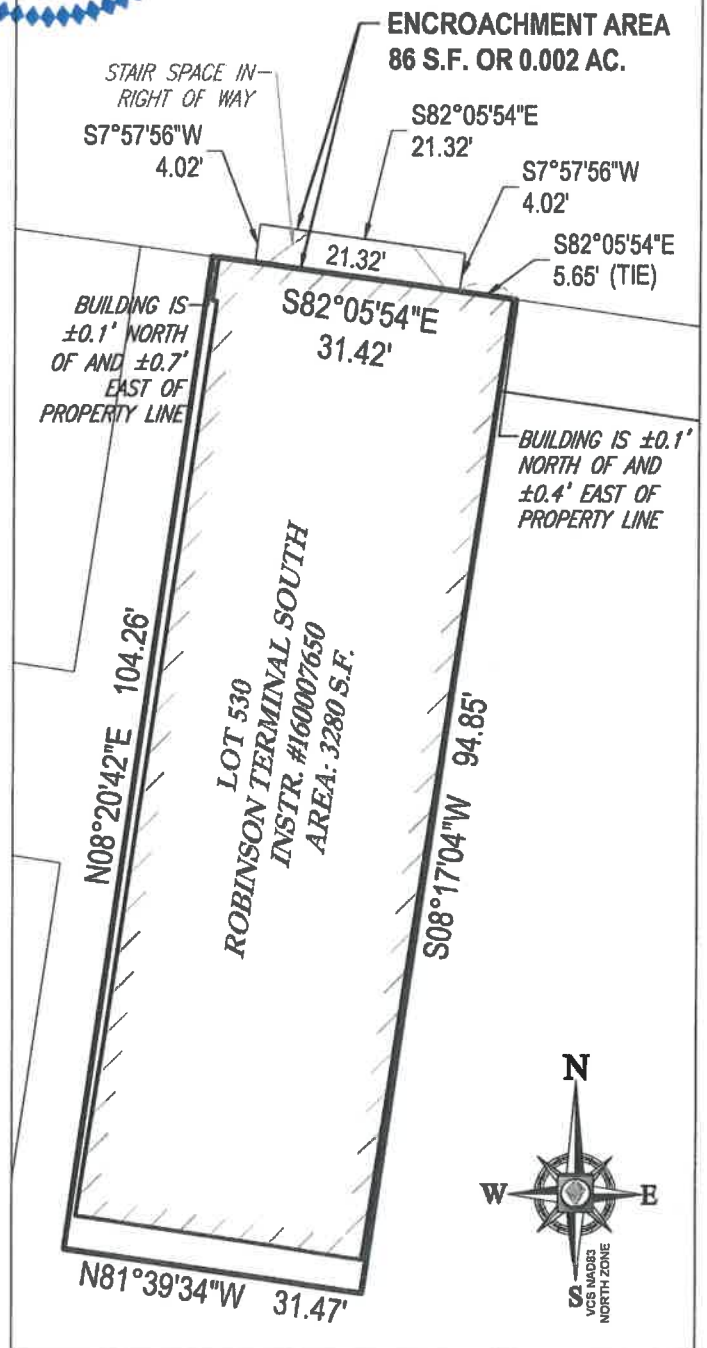 ENCROACHMENT AREA
86 S.F. OR 0.002 AC.
STAIR SPACE IN
RIGHT OF WAY
S7°57'56"W
4.02'
S82°05'54"E
21.32'
S7°57'56"W
4.02'
S82°05'54"E
5.65' (TIE)
21.32'
S82°05'54"E
31.42'
BUILDING IS
±0.1' NORTH
OF AND ±0.7'
EAST OF
PROPERTY LINE
BUILDING IS ±0.1'
NORTH OF AND
±0.4' EAST OF
PROPERTY LINE
N08°20'42"E 104.26'
LOT 530
ROBINSON TERMINAL SOUTH
INSTR. #160007650
AREA: 3280 S.F.
S08°17'04"W 94.85'
N81°39'34"W 31.47'
N
W
E
S
VCS NAD83
NORTH ZONE